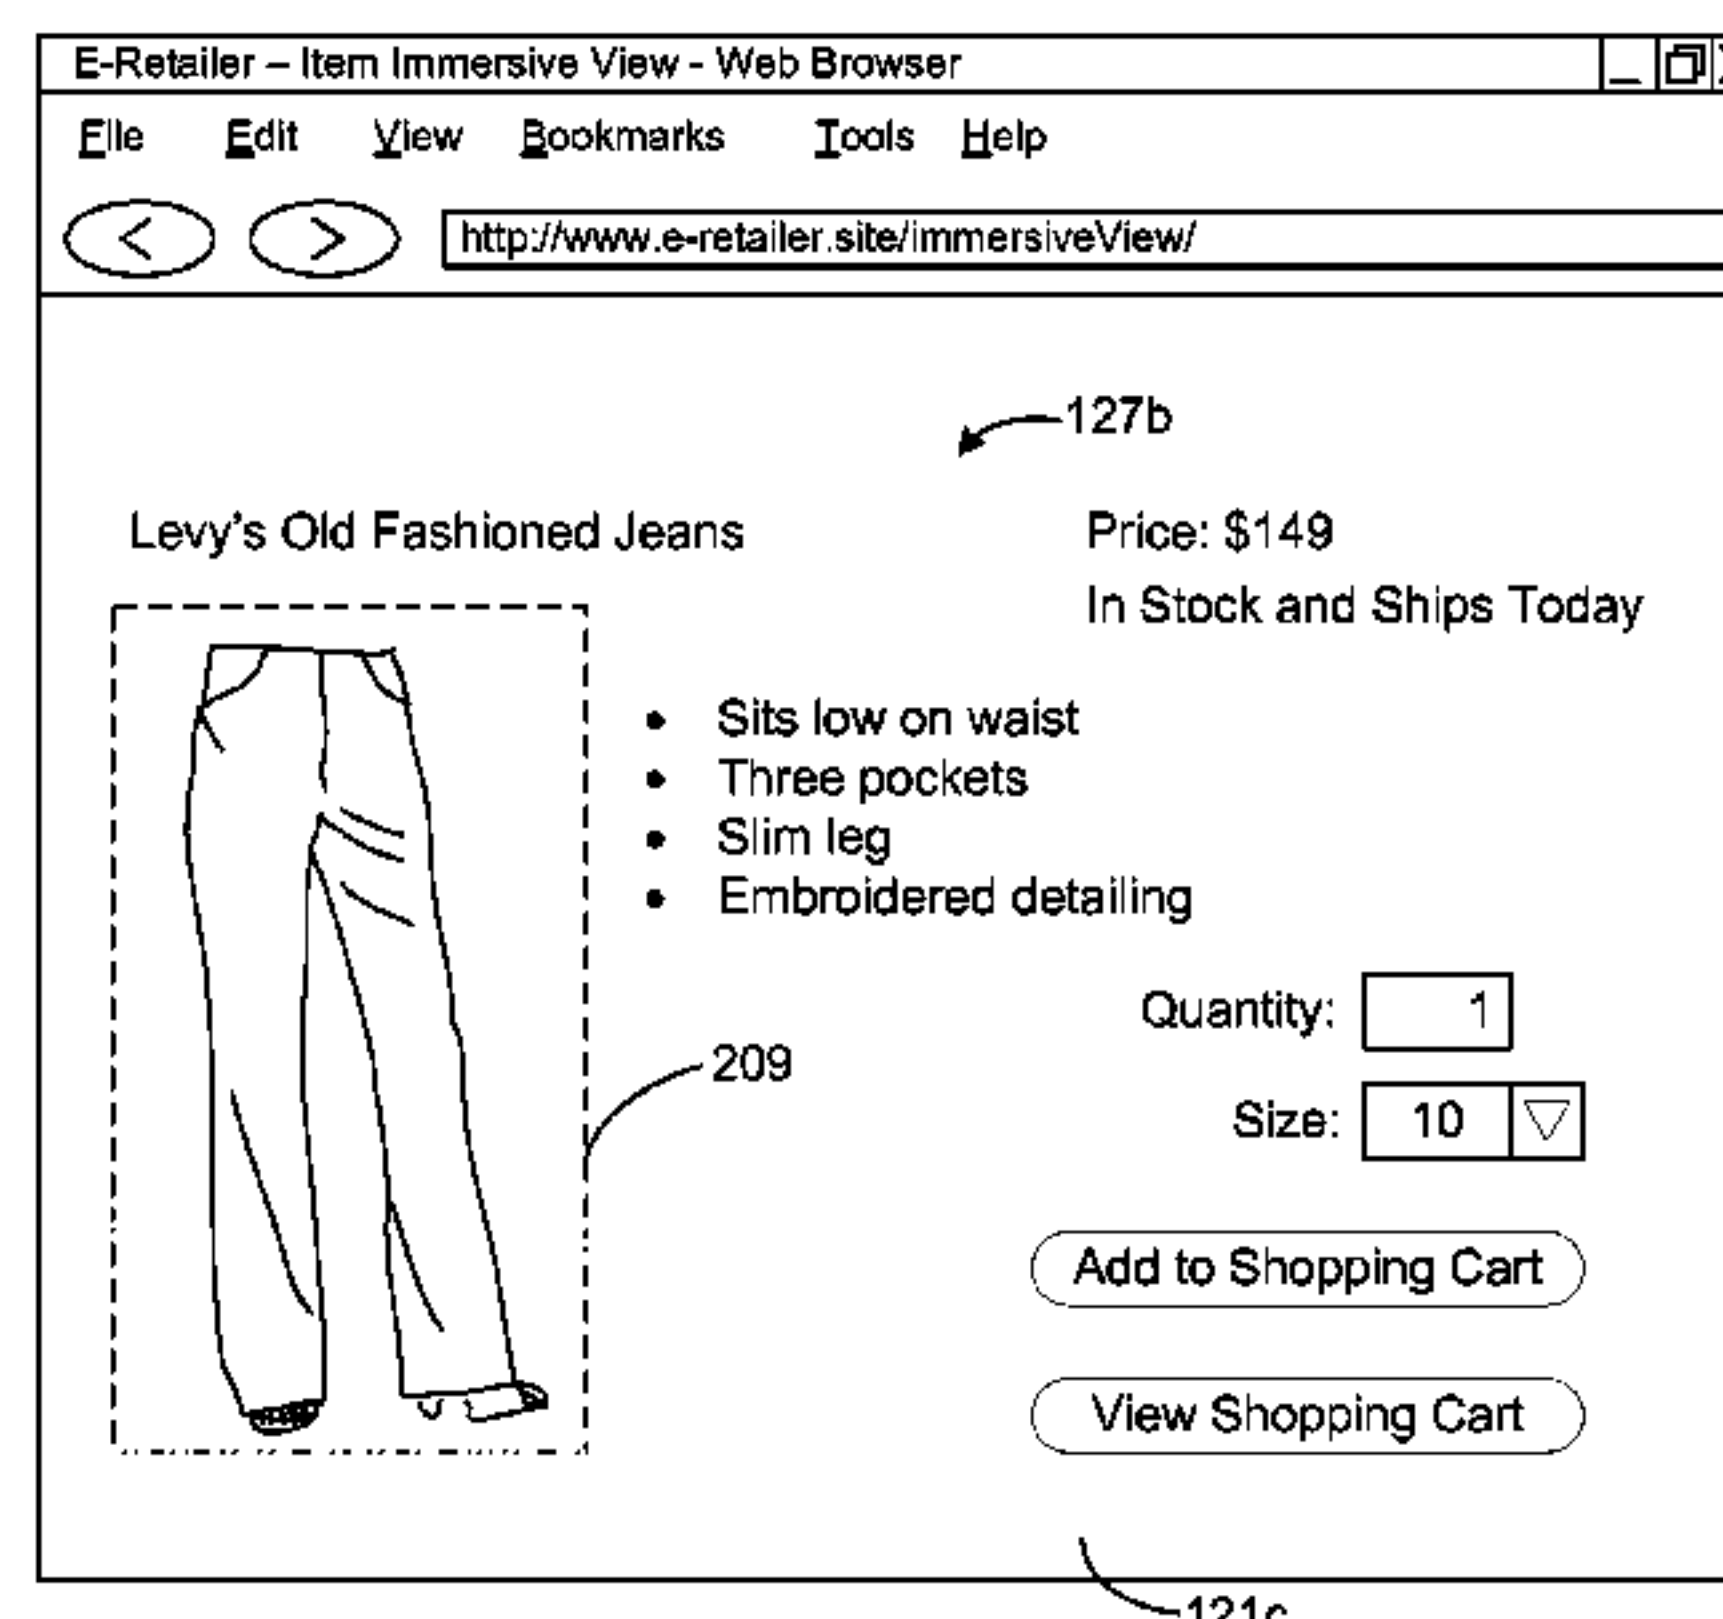 E-Retailer – Item Immersive View - Web Browser
File Edit View Bookmarks Tools Help
< > http://www.e-retailer.site/immersiveView/
127b
Levy's Old Fashioned Jeans
Price: $149
In Stock and Ships Today
• Sits low on waist
• Three pockets
• Slim leg
• Embroidered detailing
Quantity: 1
209
Size: 10
Add to Shopping Cart
View Shopping Cart
121c